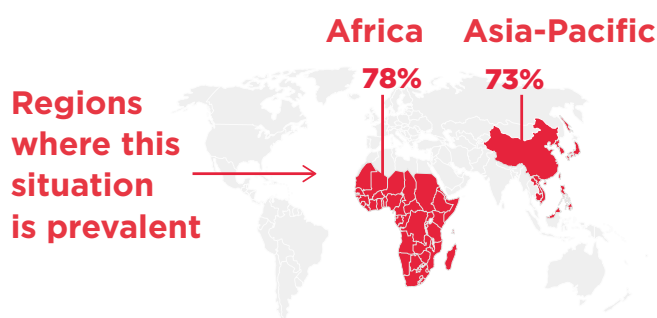 Africa
Asia-Pacific
78%
73%
Regions
where this
situation
is prevalent